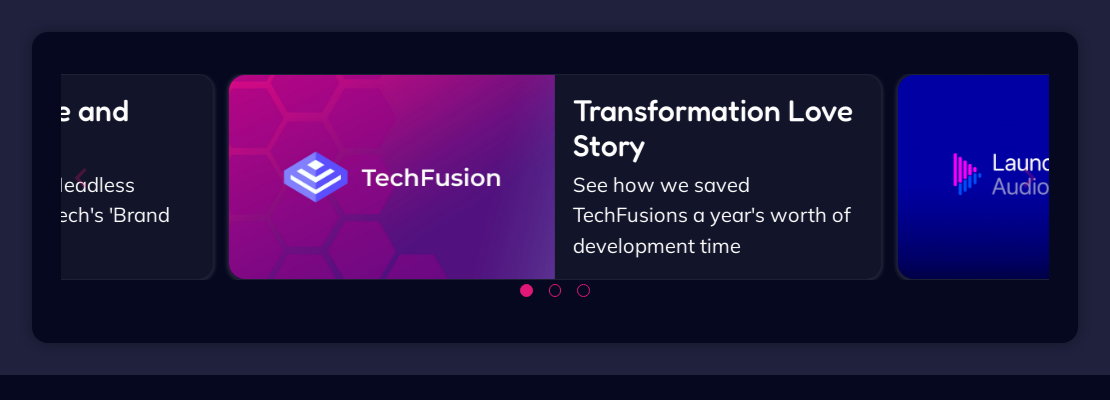 e and
Headless
ech's 'Brand
TechFusion
Transformation Love
Story
See how we saved
TechFusions a year's worth of
development time
Launc
Audio